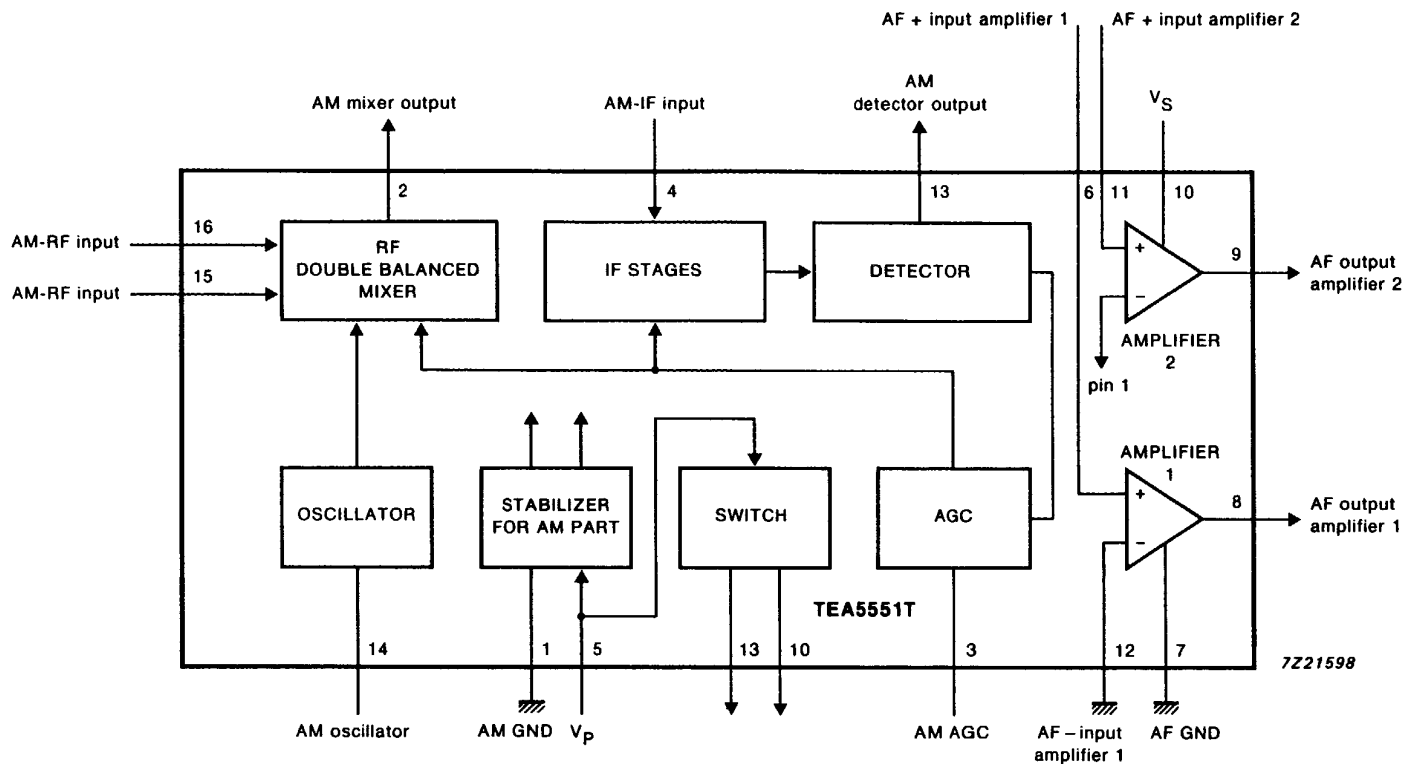 AF + input amplifier 1
AF + input amplifier 2
AM mixer output
AM-IF input
AM
detector output
VS
2
4
13
6
11
10
AM-RF input
16
AM-RF input
15
RF
DOUBLE BALANCED
MIXER
IF STAGES
DETECTOR
+
−
9
AF output
amplifier 2
AMPLIFIER
2
pin 1
OSCILLATOR
STABILIZER
FOR AM PART
SWITCH
AGC
AMPLIFIER
1
+
−
8
AF output
amplifier 1
TEA5551T
14
1
5
13
10
3
12
7
7Z21598
AM oscillator
AM GND
VP
AM AGC
AF – input
amplifier 1
AF GND